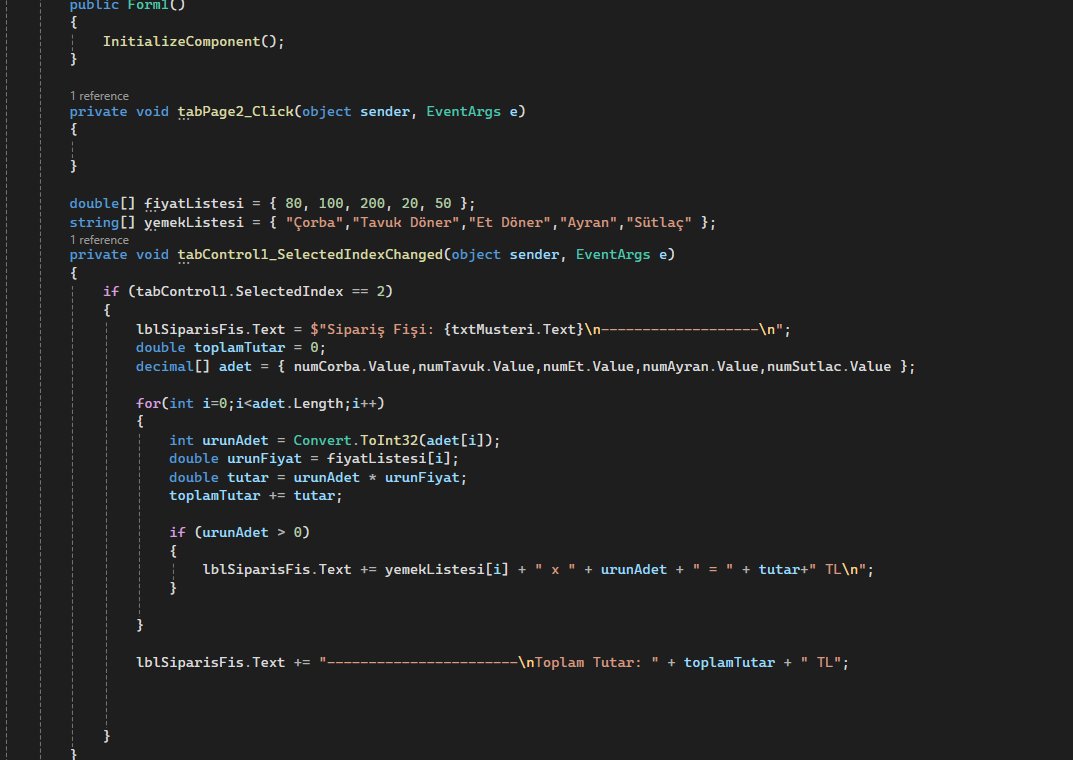 public Form1()
{
InitializeComponent();
}
1 reference
private void tabPage2_Click(object sender, EventArgs e)
{
}
double[] fiyatListesi = { 80, 100, 200, 20, 50 };
string[] yemekListesi = { "Çorba","Tavuk Döner","Et Döner","Ayran","Sütlaç" };
1 reference
private void tabControl1_SelectedIndexChanged(object sender, EventArgs e)
{
if (tabControl1.SelectedIndex == 2)
{
lblSiparisFis.Text = $"Sipariş Fişi: {txtMusteri.Text}\n-------------------\n";
double toplamTutar = 0;
decimal[] adet = { numCorba.Value,numTavuk.Value,numEt.Value,numAyran.Value,numSutlac.Value };
for(int i=0;i<adet.Length;i++)
{
int urunAdet = Convert.ToInt32(adet[i]);
double urunFiyat = fiyatListesi[i];
double tutar = urunAdet * urunFiyat;
toplamTutar += tutar;
if (urunAdet > 0)
{
lblSiparisFis.Text += yemekListesi[i] + " x " + urunAdet + " = " + tutar+" TL\n";
}
}
lblSiparisFis.Text += "-----------------------\nToplam Tutar: " + toplamTutar + " TL";
}
}